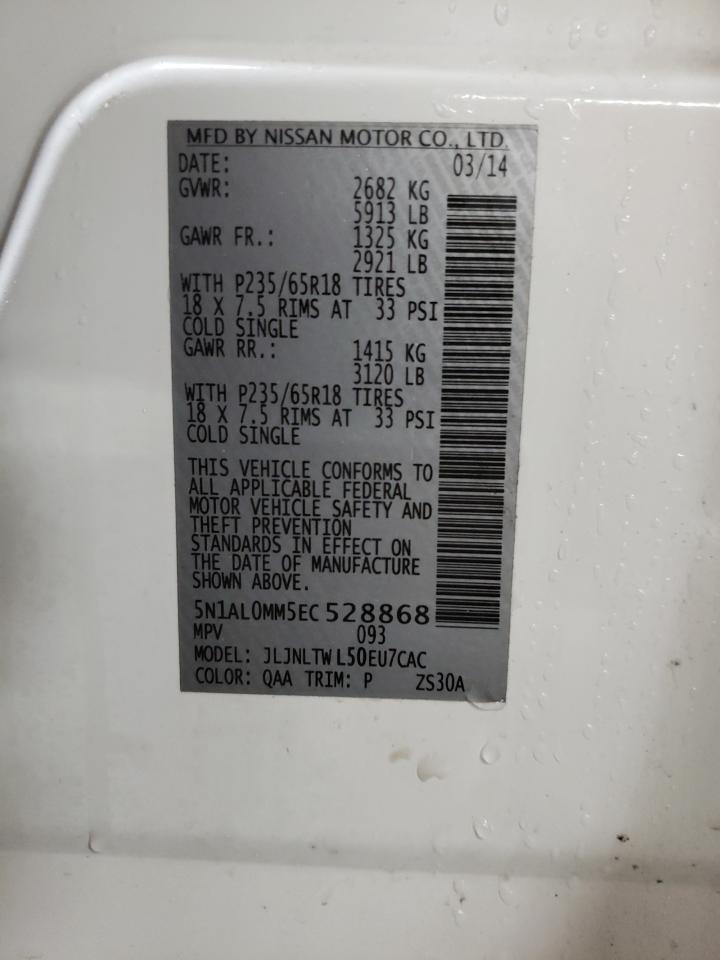 MFD BY NISSAN MOTOR CO., LTD.
DATE: 03/14
GVWR: 2682 KG
5913 LB
GAWR FR.: 1325 KG
2921 LB
WITH P235/65R18 TIRES
18 X 7.5 RIMS AT 33 PSI
COLD SINGLE
GAWR RR.: 1415 KG
3120 LB
WITH P235/65R18 TIRES
18 X 7.5 RIMS AT 33 PSI
COLD SINGLE
THIS VEHICLE CONFORMS TO
ALL APPLICABLE FEDERAL
MOTOR VEHICLE SAFETY AND
THEFT PREVENTION
STANDARDS IN EFFECT ON
THE DATE OF MANUFACTURE
SHOWN ABOVE.
5N1AL0MM5EC 528868
MPV 093
MODEL: JLJNLTW L50EU7CAC
COLOR: QAA TRIM: P ZS30A